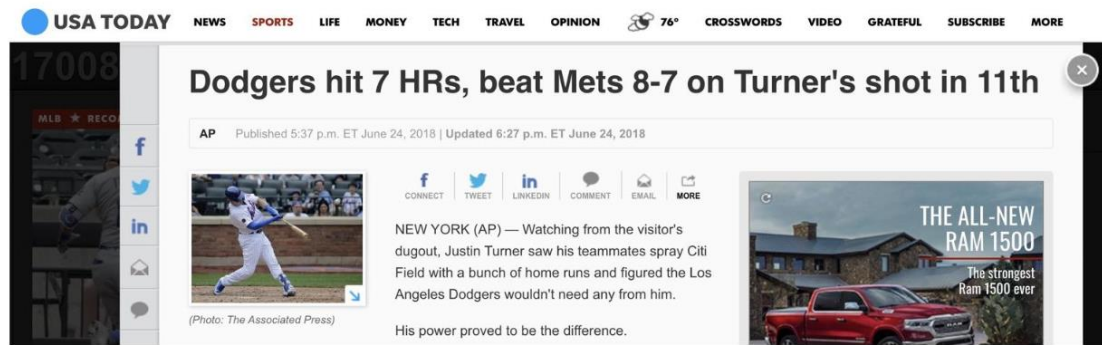 USA TODAY NEWS SPORTS LIFE MONEY TECH TRAVEL OPINION 76° CROSSWORDS VIDEO GRATEFUL SUBSCRIBE MORE
17008
MLB ★ RECO
Dodgers hit 7 HRs, beat Mets 8-7 on Turner's shot in 11th
AP Published 5:37 p.m. ET June 24, 2018 | Updated 6:27 p.m. ET June 24, 2018
CONNECT TWEET LINKEDIN COMMENT EMAIL MORE
(Photo: The Associated Press)
NEW YORK (AP) — Watching from the visitor's
dugout, Justin Turner saw his teammates spray Citi
Field with a bunch of home runs and figured the Los
Angeles Dodgers wouldn't need any from him.
His power proved to be the difference.
THE ALL-NEW
RAM 1500
The strongest
Ram 1500 ever